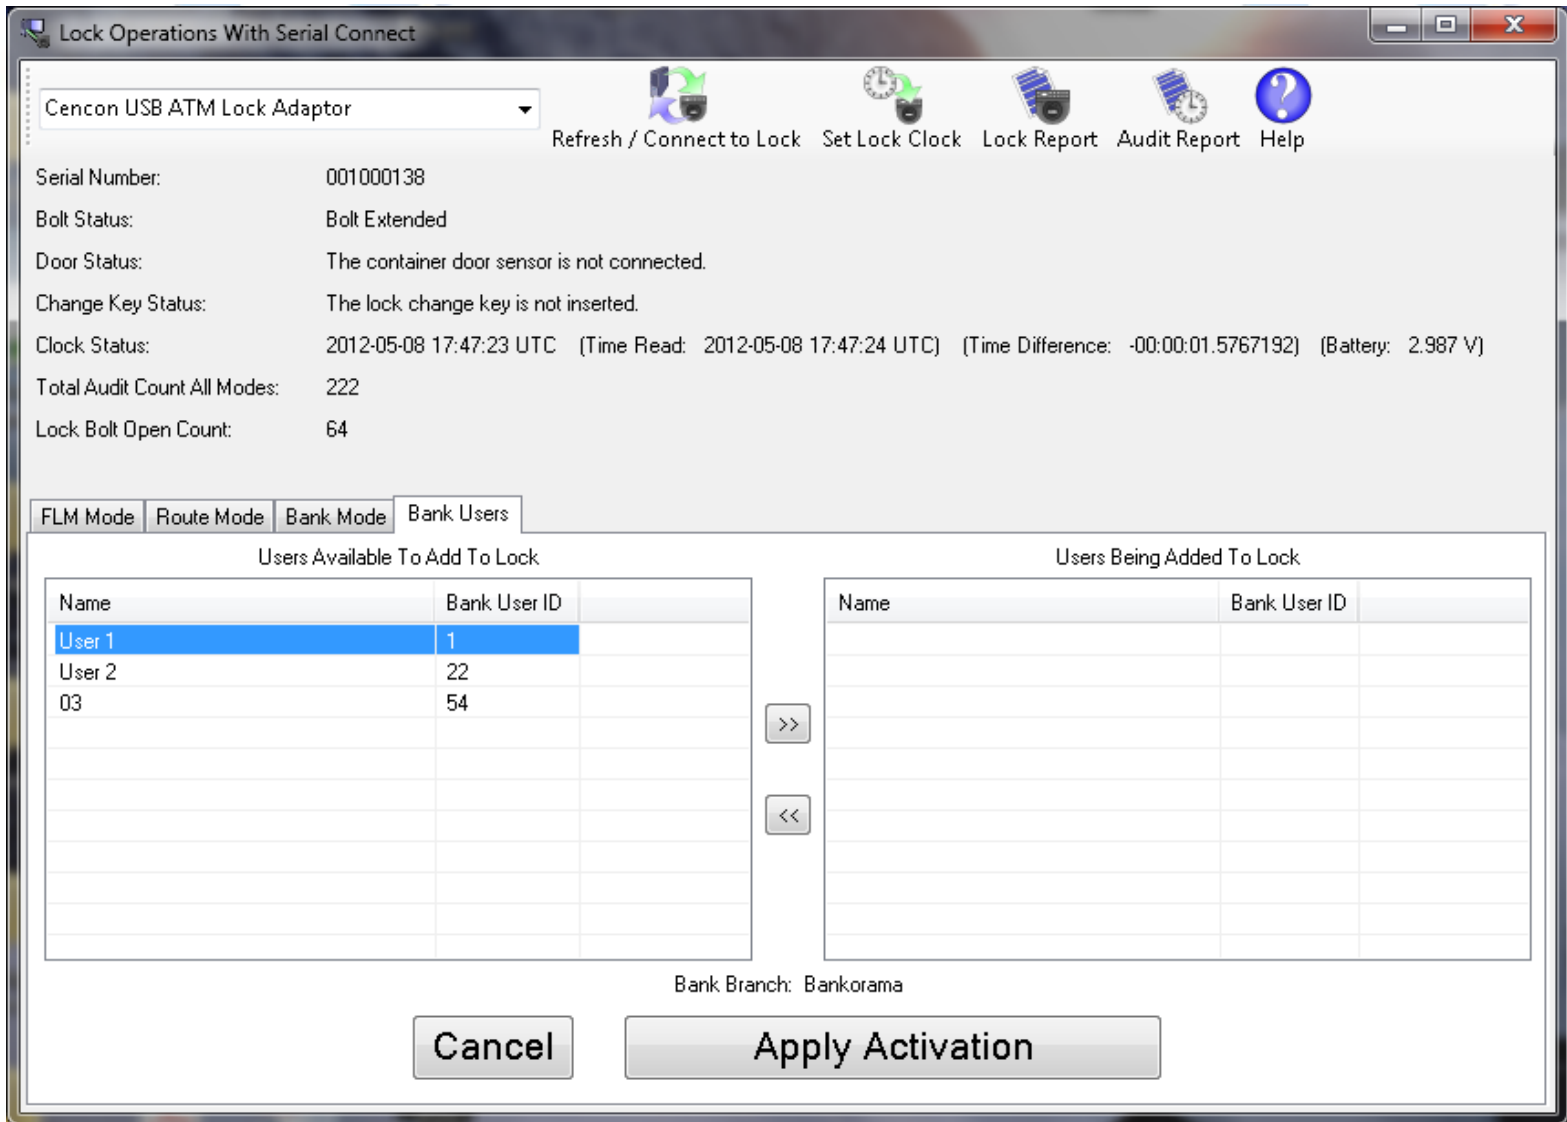 Lock Operations With Serial Connect
X
Cencon USB ATM Lock Adaptor
?
Refresh / Connect to Lock Set Lock Clock Lock Report Audit Report Help
Serial Number: 001000138
Bolt Status: Bolt Extended
Door Status: The container door sensor is not connected.
Change Key Status: The lock change key is not inserted.
Clock Status: 2012-05-08 17:47:23 UTC (Time Read: 2012-05-08 17:47:24 UTC) (Time Difference: -00:00:01.5767192) (Battery: 2.987 V)
Total Audit Count All Modes: 222
Lock Bolt Open Count: 64
FLM Mode Route Mode Bank Mode Bank Users
Users Available To Add To Lock Users Being Added To Lock
Name Bank User ID Name Bank User ID
User 1 1
User 2 22
03 54
>>
<<
Bank Branch: Bankorama
Cancel Apply Activation